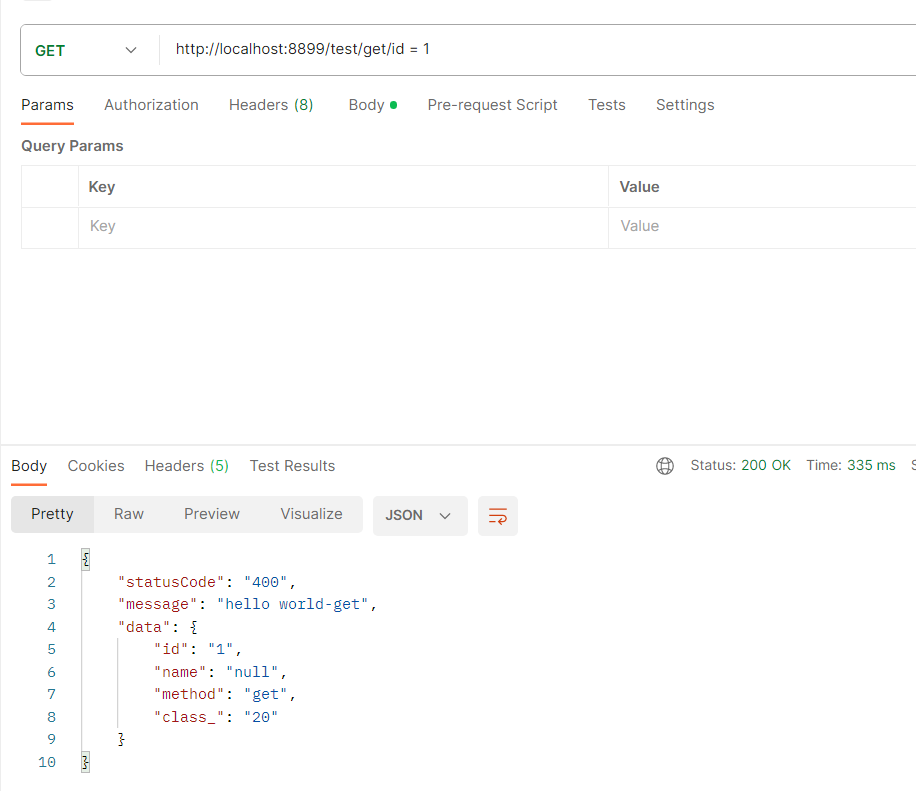 GET http://localhost:8899/test/get/id = 1
Params Authorization Headers (8) Body Pre-request Script Tests Settings
Query Params
Key Value
Key Value
Body Cookies Headers (5) Test Results Status: 200 OK Time: 335 ms
Pretty Raw Preview Visualize JSON
1 {
2 "statusCode": "400",
3 "message": "hello world-get",
4 "data": {
5 "id": "1",
6 "name": "null",
7 "method": "get",
8 "class_": "20"
9 }
10 }